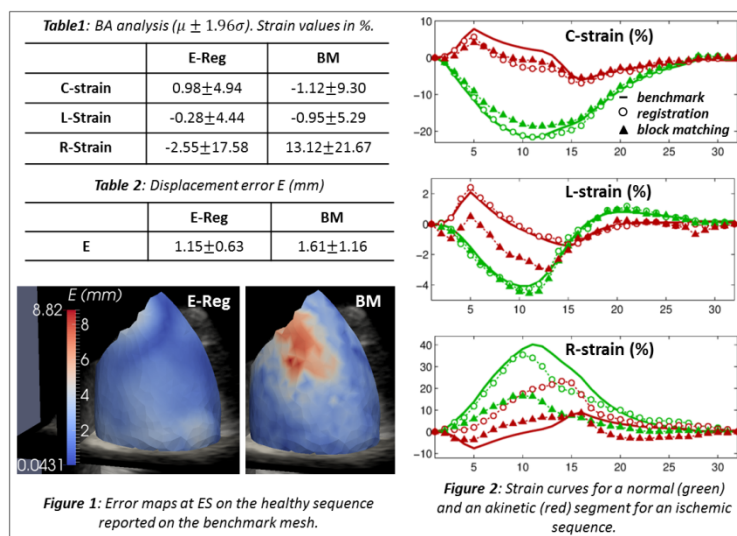 Table1: BA analysis (μ ± 1.96σ). Strain values in %.
E-Reg BM
C-strain 0.98±4.94 -1.12±9.30
L-strain -0.28±4.44 -0.95±5.29
R-Strain -2.55±17.58 13.12±21.67
Table 2: Displacement error E (mm)
E-Reg BM
E 1.15±0.63 1.61±1.16
E (mm)
8.82
8
6
4
2
0.0431
E-Reg
BM
Figure 1: Error maps at ES on the healthy sequence
reported on the benchmark mesh.
C-strain (%)
10
0
-10
-20
benchmark
registration
block matching
5 10 15 20 25 30
L-strain (%)
2
0
-2
-4
5 10 15 20 25 30
R-strain (%)
40
30
20
10
0
-10
5 10 15 20 25 30
Figure 2: Strain curves for a normal (green)
and an akinetic (red) segment for an ischemic
sequence.